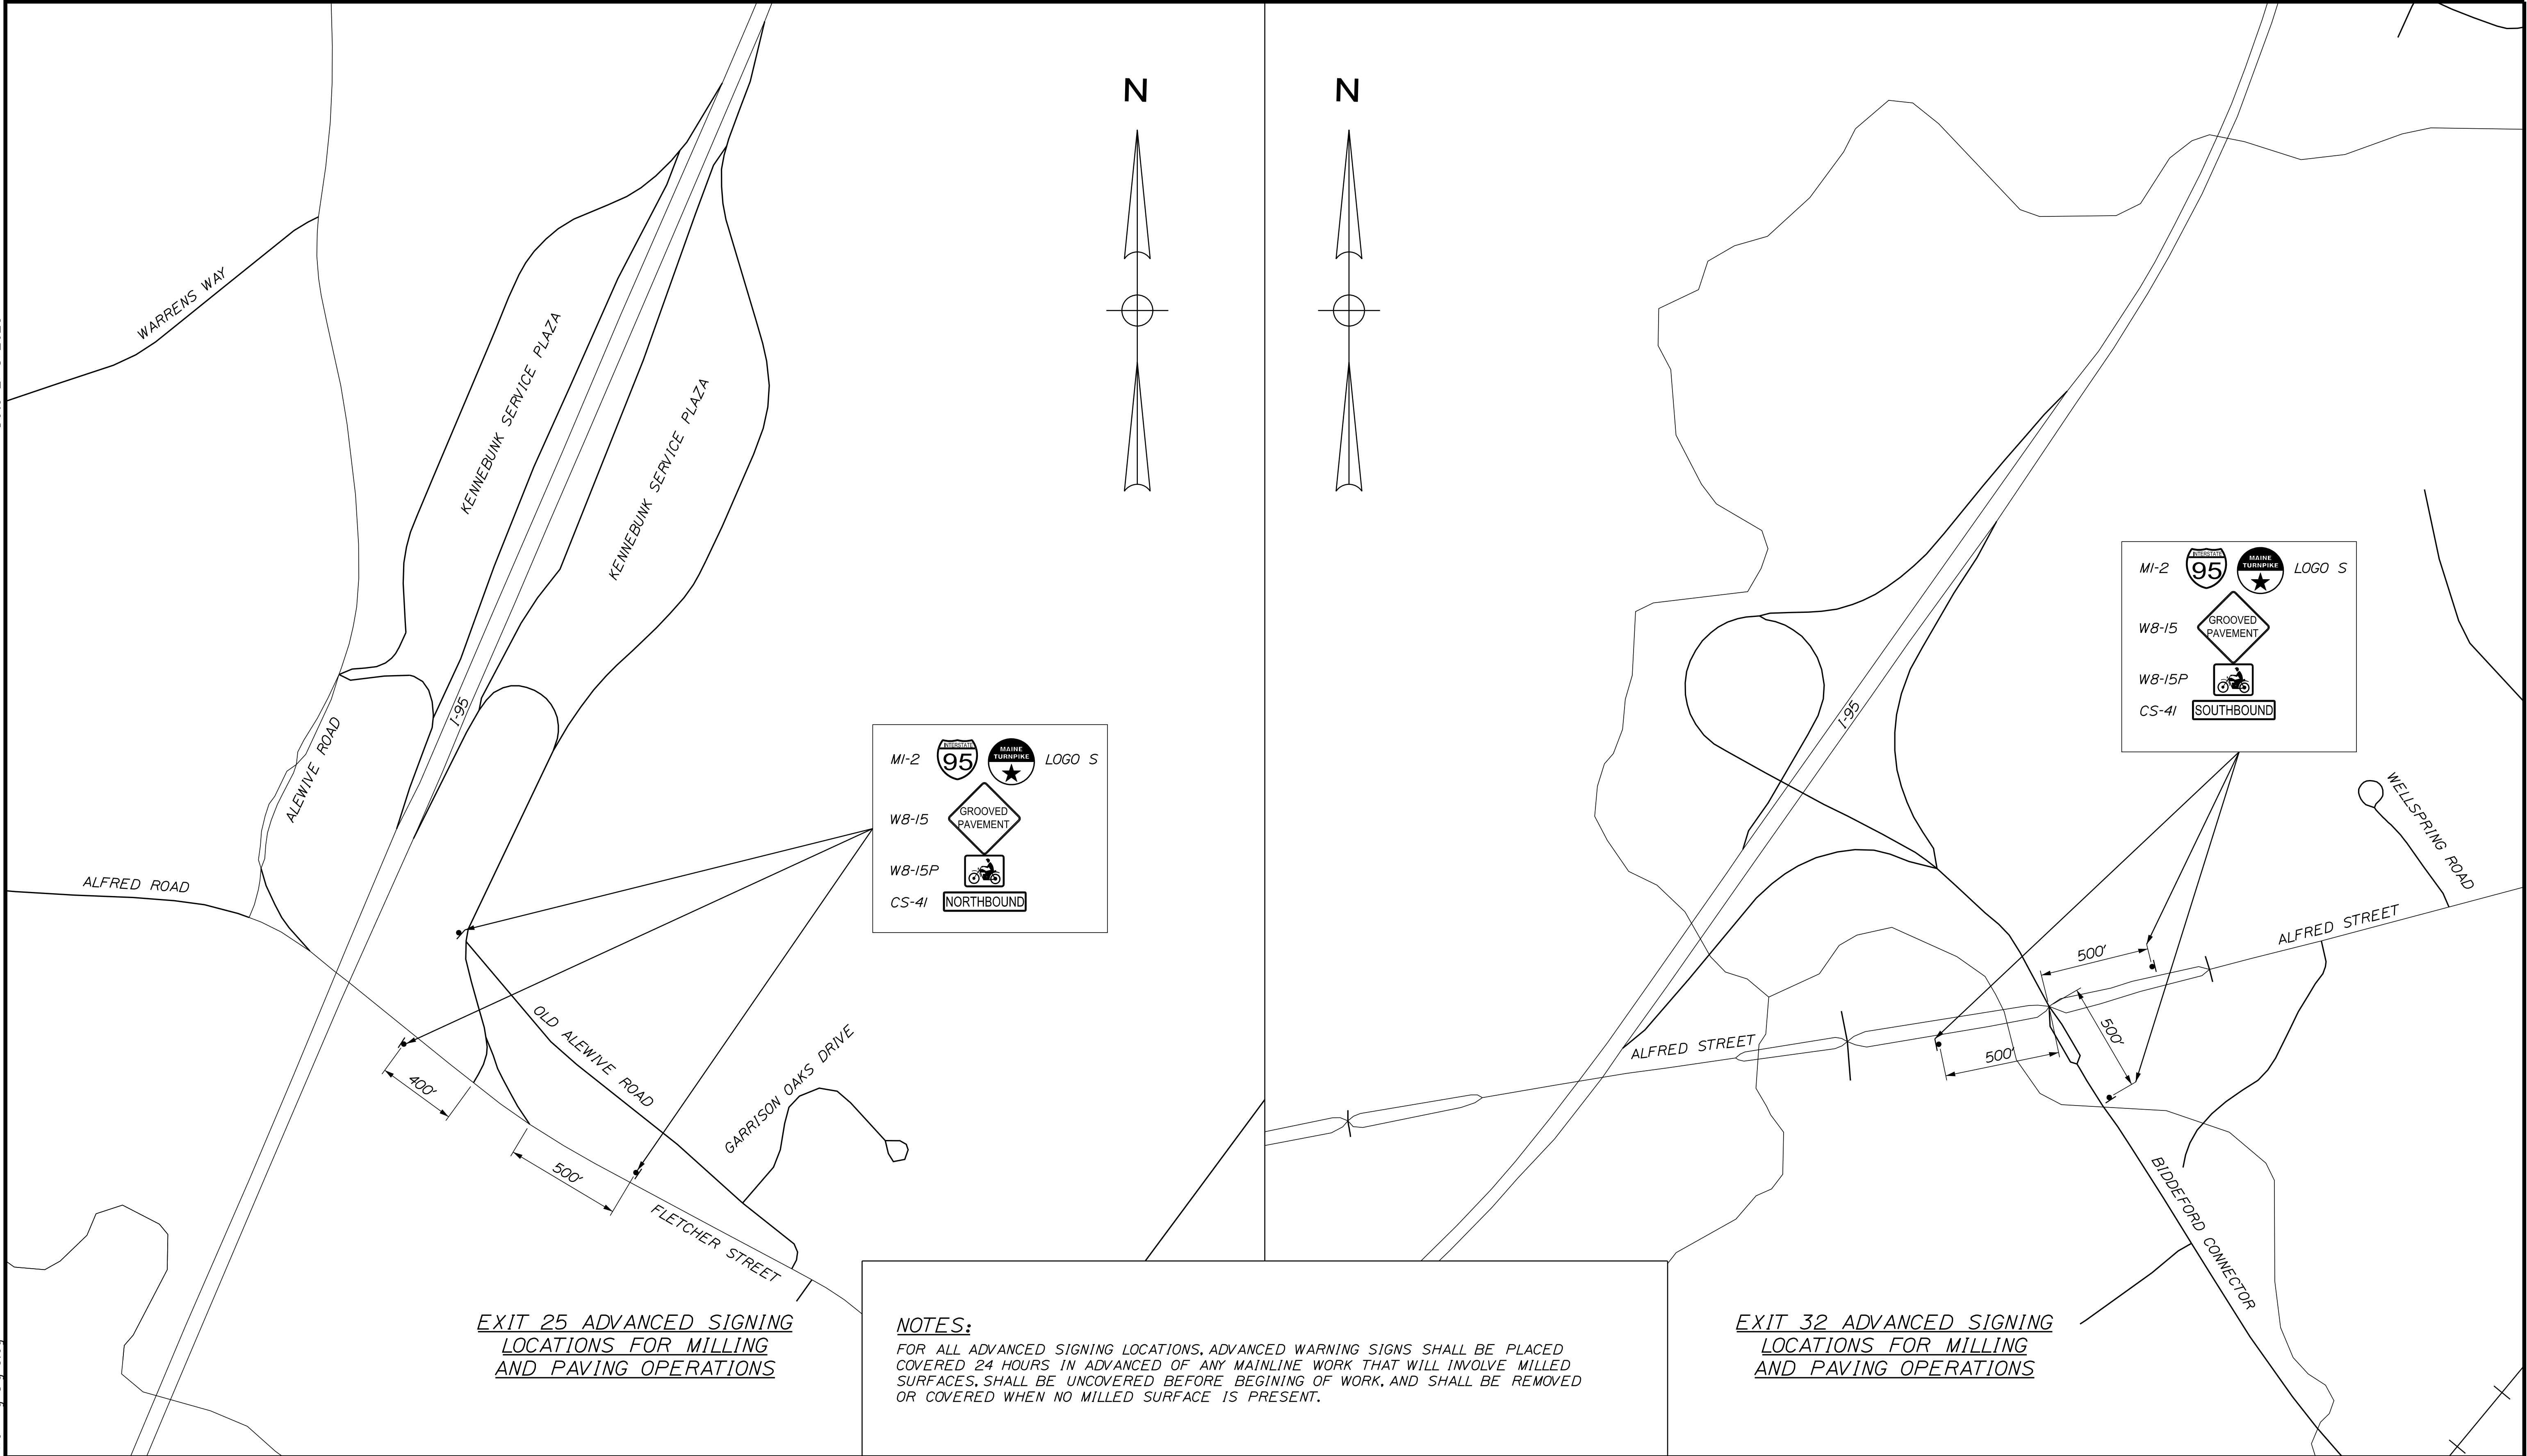 N
N
WARRENS WAY
KENNEBUNK SERVICE PLAZA
KENNEBUNK SERVICE PLAZA
I-95
ALEWIVE ROAD
ALFRED ROAD
M1-2
INTERSTATE
95
MAINE
TURNPIKE
LOGO S
W8-15
GROOVED
PAVEMENT
W8-15P
CS-41
NORTHBOUND
OLD ALEWIVE ROAD
GARRISON OAKS DRIVE
400'
500'
FLETCHER STREET
EXIT 25 ADVANCED SIGNING
LOCATIONS FOR MILLING
AND PAVING OPERATIONS
NOTES:
FOR ALL ADVANCED SIGNING LOCATIONS, ADVANCED WARNING SIGNS SHALL BE PLACED
COVERED 24 HOURS IN ADVANCED OF ANY MAINLINE WORK THAT WILL INVOLVE MILLED
SURFACES, SHALL BE UNCOVERED BEFORE BEGINING OF WORK, AND SHALL BE REMOVED
OR COVERED WHEN NO MILLED SURFACE IS PRESENT.
M1-2
INTERSTATE
95
MAINE
TURNPIKE
LOGO S
W8-15
GROOVED
PAVEMENT
W8-15P
CS-41
SOUTHBOUND
I-95
WELLSPRING ROAD
ALFRED STREET
500'
500'
500'
ALFRED STREET
BIDDEFORD CONNECTOR
EXIT 32 ADVANCED SIGNING
LOCATIONS FOR MILLING
AND PAVING OPERATIONS